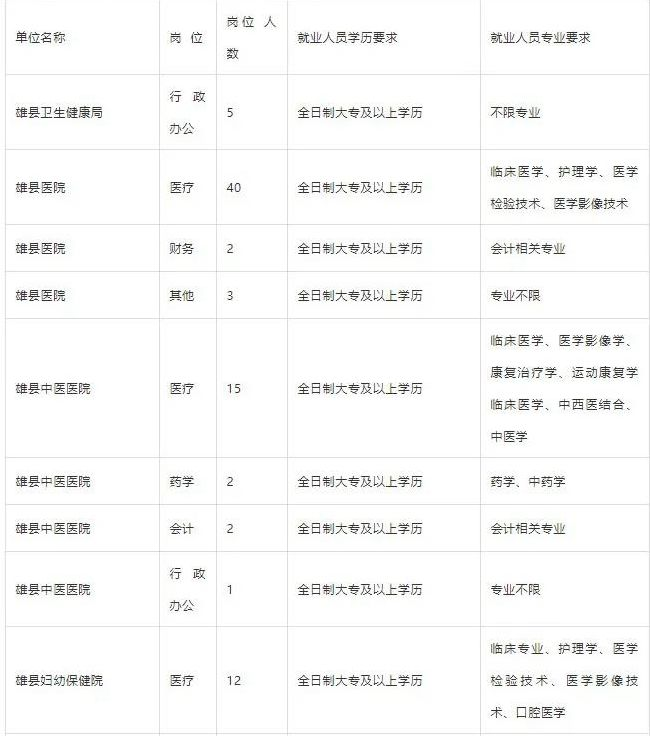 单位名称 岗 位 岗位 人数 就业人员学历要求 就业人员专业要求
雄县卫生健康局 行 政办公 5 全日制大专及以上学历 不限专业
雄县医院 医疗 40 全日制大专及以上学历 临床医学、护理学、医学
检验技术、医学影像技术
雄县医院 财务 2 全日制大专及以上学历 会计相关专业
雄县医院 其他 3 全日制大专及以上学历 专业不限
雄县中医医院 医疗 15 全日制大专及以上学历 临床医学、医学影像学、
康复治疗学、运动康复学
临床医学、中西医结合、
中医学
雄县中医医院 药学 2 全日制大专及以上学历 药学、中药学
雄县中医医院 会计 2 全日制大专及以上学历 会计相关专业
雄县中医医院 行 政办公 1 全日制大专及以上学历 专业不限
雄县妇幼保健院 医疗 12 全日制大专及以上学历 临床专业、护理学、医学
检验技术、医学影像技
术、口腔医学